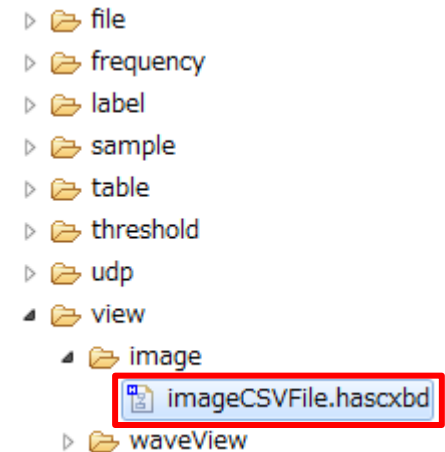 file
frequency
label
sample
table
threshold
udp
view
image
imageCSVFile.hascxbd
waveView